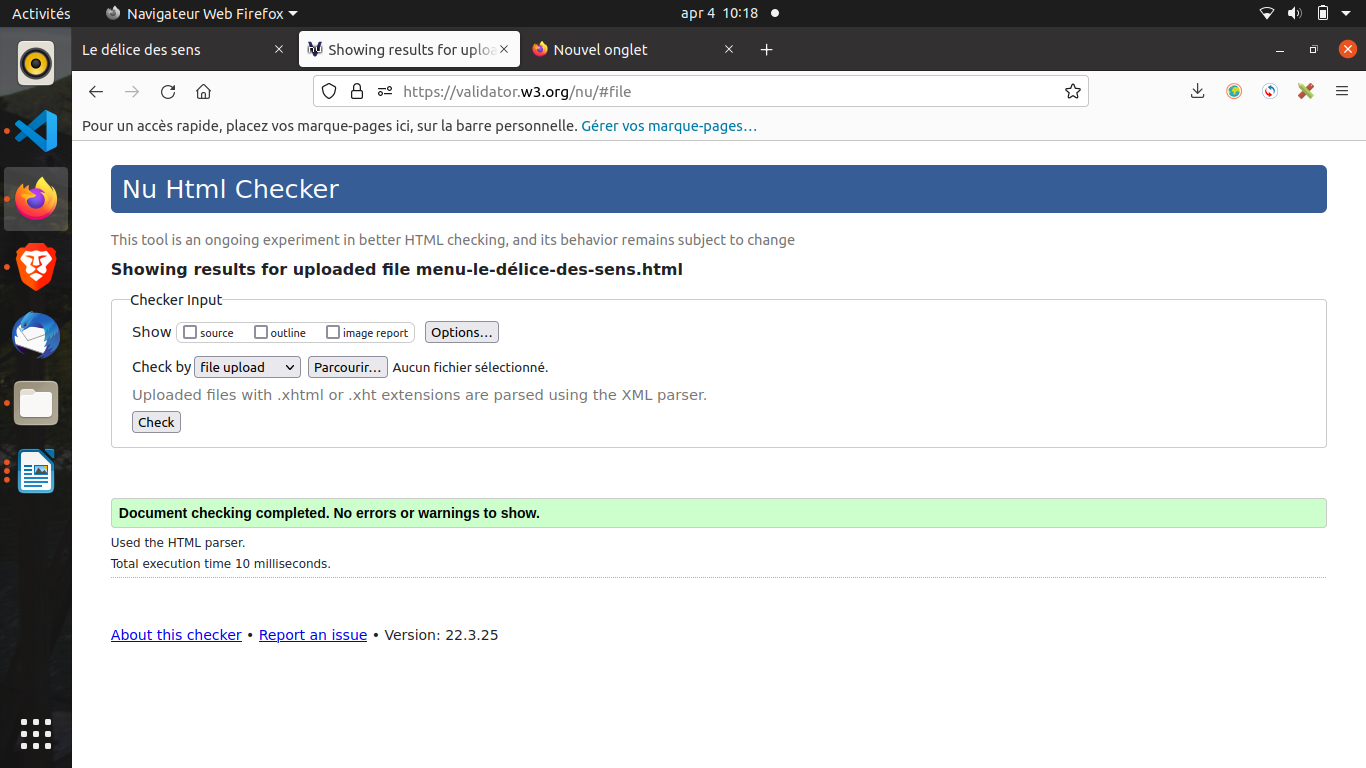 Activités Navigateur Web Firefox apr 4 10:18
Le délice des sens Showing results for uploa Nouvel onglet
https://validator.w3.org/nu/#file
Pour un accès rapide, placez vos marque-pages ici, sur la barre personnelle. Gérer vos marque-pages…
Nu Html Checker
This tool is an ongoing experiment in better HTML checking, and its behavior remains subject to change
Showing results for uploaded file menu-le-délice-des-sens.html
Checker Input
Show source outline image report Options...
Check by file upload Parcourir… Aucun fichier sélectionné.
Uploaded files with .xhtml or .xht extensions are parsed using the XML parser.
Check
Document checking completed. No errors or warnings to show.
Used the HTML parser.
Total execution time 10 milliseconds.
About this checker • Report an issue • Version: 22.3.25